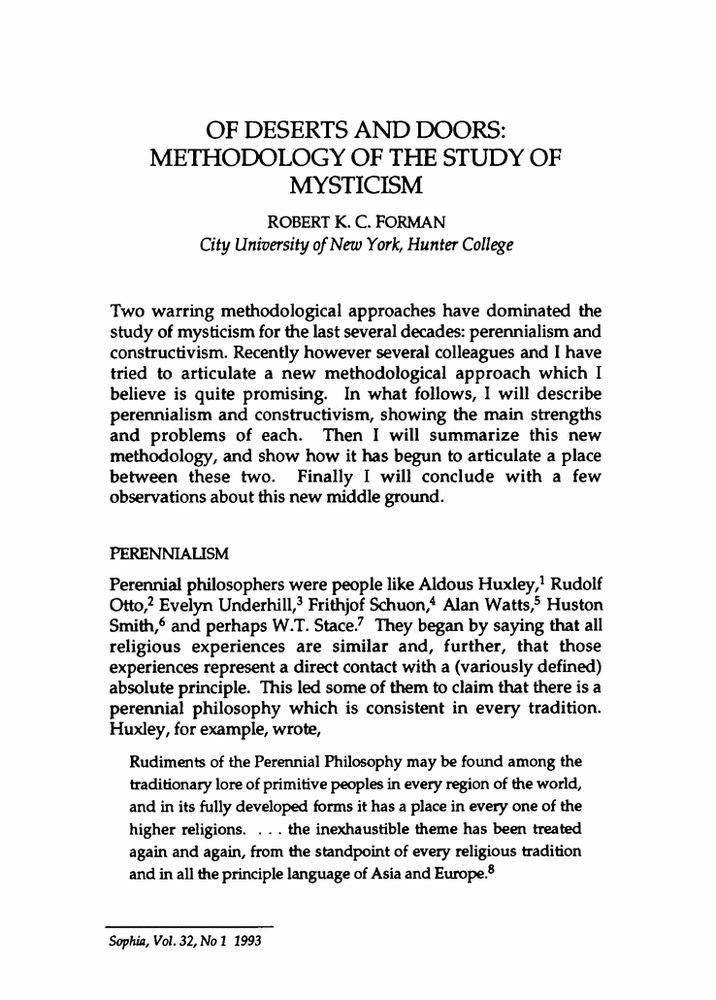 OF DESERTS AND DOORS:
METHODOLOGY OF THE STUDY OF
MYSTICISM
ROBERT K. C. FORMAN
City University of New York, Hunter College
Two warring methodological approaches have dominated the
study of mysticism for the last several decades: perennialism and
constructivism. Recently however several colleagues and I have
tried to articulate a new methodological approach which I
believe is quite promising. In what follows, I will describe
perennialism and constructivism, showing the main strengths
and problems of each. Then I will summarize this new
methodology, and show how it has begun to articulate a place
between these two. Finally I will conclude with a few
observations about this new middle ground.
PERENNIALISM
Perennial philosophers were people like Aldous Huxley,¹ Rudolf
Otto,² Evelyn Underhill,³ Frithjof Schuon,⁴ Alan Watts,⁵ Huston
Smith,⁶ and perhaps W.T. Stace.⁷ They began by saying that all
religious experiences are similar and, further, that those
experiences represent a direct contact with a (variously defined)
absolute principle. This led some of them to claim that there is a
perennial philosophy which is consistent in every tradition.
Huxley, for example, wrote,
Rudiments of the Perennial Philosophy may be found among the
traditionary lore of primitive peoples in every region of the world,
and in its fully developed forms it has a place in every one of the
higher religions. . . . the inexhaustible theme has been treated
again and again, from the standpoint of every religious tradition
and in all the principle language of Asia and Europe.⁸
Sophia, Vol. 32, No 1 1993